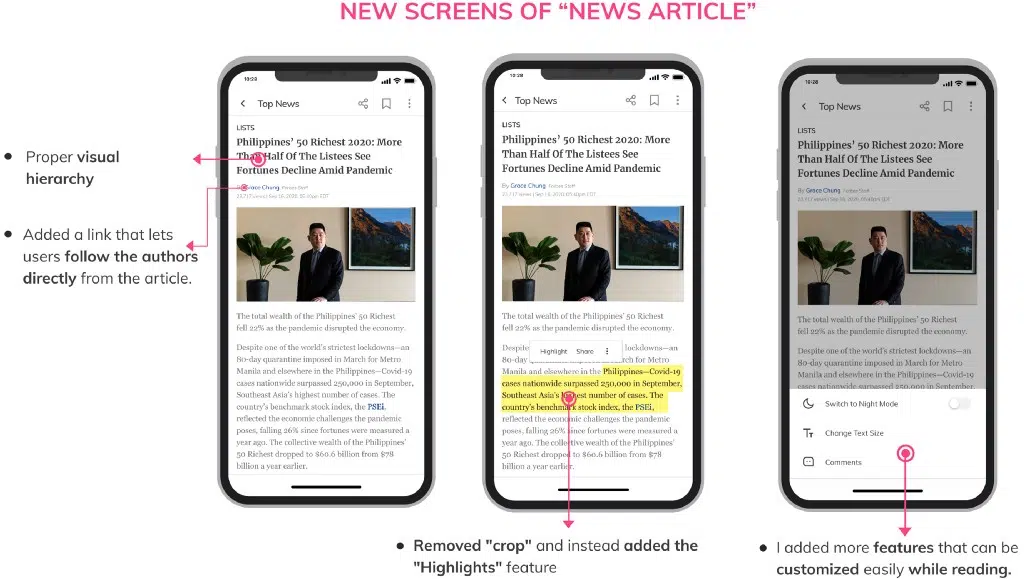 NEW SCREENS OF “NEWS ARTICLE”
Proper visual
hierarchy
Added a link that lets
users follow the authors
directly from the article.
10:28
Top News
LISTS
Philippines’ 50 Richest 2020: More
Than Half Of The Listees See
Fortunes Decline Amid Pandemic
By Grace Chung Forbes Staff
The total wealth of the Philippines’ 50 Richest
fell 22% as the pandemic disrupted the economy.
Despite one of the world’s strictest lockdowns—an
80-day quarantine imposed in March for Metro
Manila and elsewhere in the Philippines—Covid-19
cases nationwide surpassed 250,000 in September,
Southeast Asia’s highest number of cases. The
country’s benchmark stock index, the PSEi,
reflected the economic challenges the pandemic
poses, falling 26% since fortunes were measured a
year ago. The collective wealth of the Philippines’
50 Richest dropped to $60.6 billion from $78
billion a year earlier.
10:28
Top News
LISTS
Philippines’ 50 Richest 2020: More
Than Half Of The Listees See
Fortunes Decline Amid Pandemic
By Grace Chung Forbes Staff
The total wealth of the Philippines’ 50 Richest
fell 22% as the pandemic disrupted the economy.
Highlight Share
Despite lockdowns—an
80-day March for Metro
Manila and elsewhere in the Philippines—Covid-19
cases nationwide surpassed 250,000 in September,
Southeast Asia’s highest number of cases. The
country’s benchmark stock index, the PSEi,
reflected the economic challenges the pandemic
poses, falling 26% since fortunes were measured a
year ago. The collective wealth of the Philippines’
50 Richest dropped to $60.6 billion from $78
billion a year earlier.
Removed "crop" and instead added the
"Highlights" feature
10:28
Top News
LISTS
Philippines’ 50 Richest 2020: More
Than Half Of The Listees See
Fortunes Decline Amid Pandemic
By Grace Chung Forbes Staff
The total wealth of the Philippines’ 50 Richest
fell 22% as the pandemic disrupted the economy.
Despite one of the world’s strictest lockdowns—an
80-day quarantine imposed in March for Metro
Manila and elsewhere in the Philippines—Covid-19
cases nationwide surpassed 250,000 in September,
Switch to Night Mode
Change Text Size
Comments
I added more features that can be
customized easily while reading.